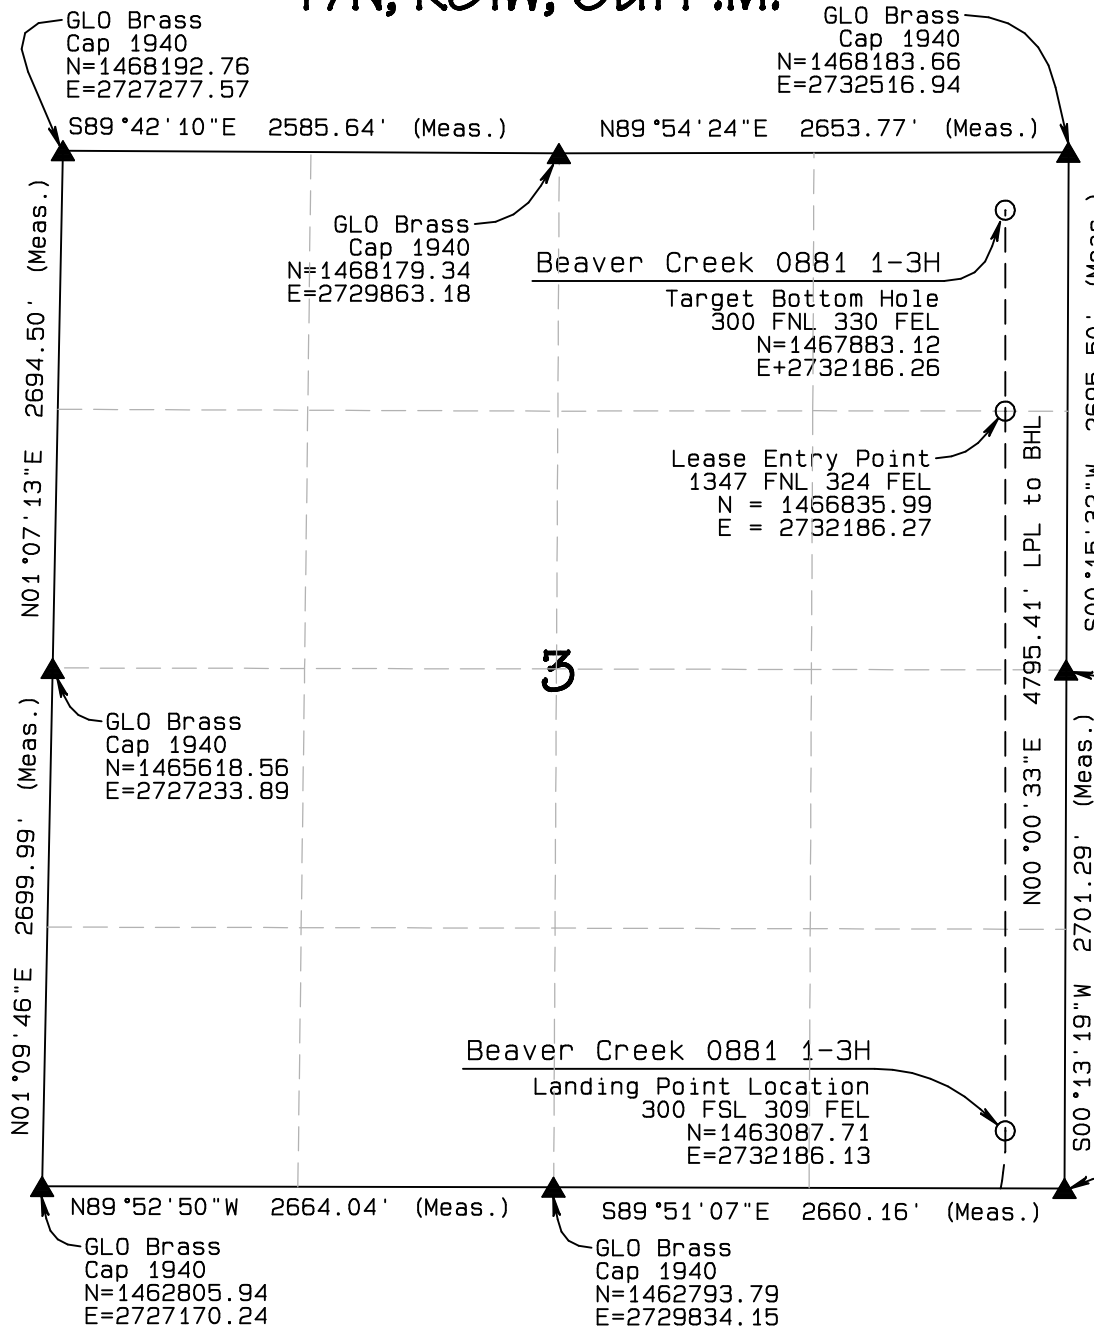 GLO Brass
Cap 1940
N=1468192.76
E=2727277.57
GLO Brass
Cap 1940
N=1468183.66
E=2732516.94
S89°42'10"E 2585.64' (Meas.)
N89°54'24"E 2653.77' (Meas.)
GLO Brass
Cap 1940
N=1468179.34
E=2729863.18
Beaver Creek 0881 1-3H
Target Bottom Hole
300 FNL 330 FEL
N=1467883.12
E+2732186.26
Lease Entry Point
1347 FNL 324 FEL
N = 1466835.99
E = 2732186.27
N01°07'13"E 2694.50' (Meas.)
N00°00'33"E 4795.41' LPL to BHL
3
GLO Brass
Cap 1940
N=1465618.56
E=2727233.89
N01°09'46"E 2699.99' (Meas.)
S00°13'19"W 2701.29' (Meas.)
Beaver Creek 0881 1-3H
Landing Point Location
300 FSL 309 FEL
N=1463087.71
E=2732186.13
N89°52'50"W 2664.04' (Meas.)
S89°51'07"E 2660.16' (Meas.)
GLO Brass
Cap 1940
N=1462805.94
E=2727170.24
GLO Brass
Cap 1940
N=1462793.79
E=2729834.15